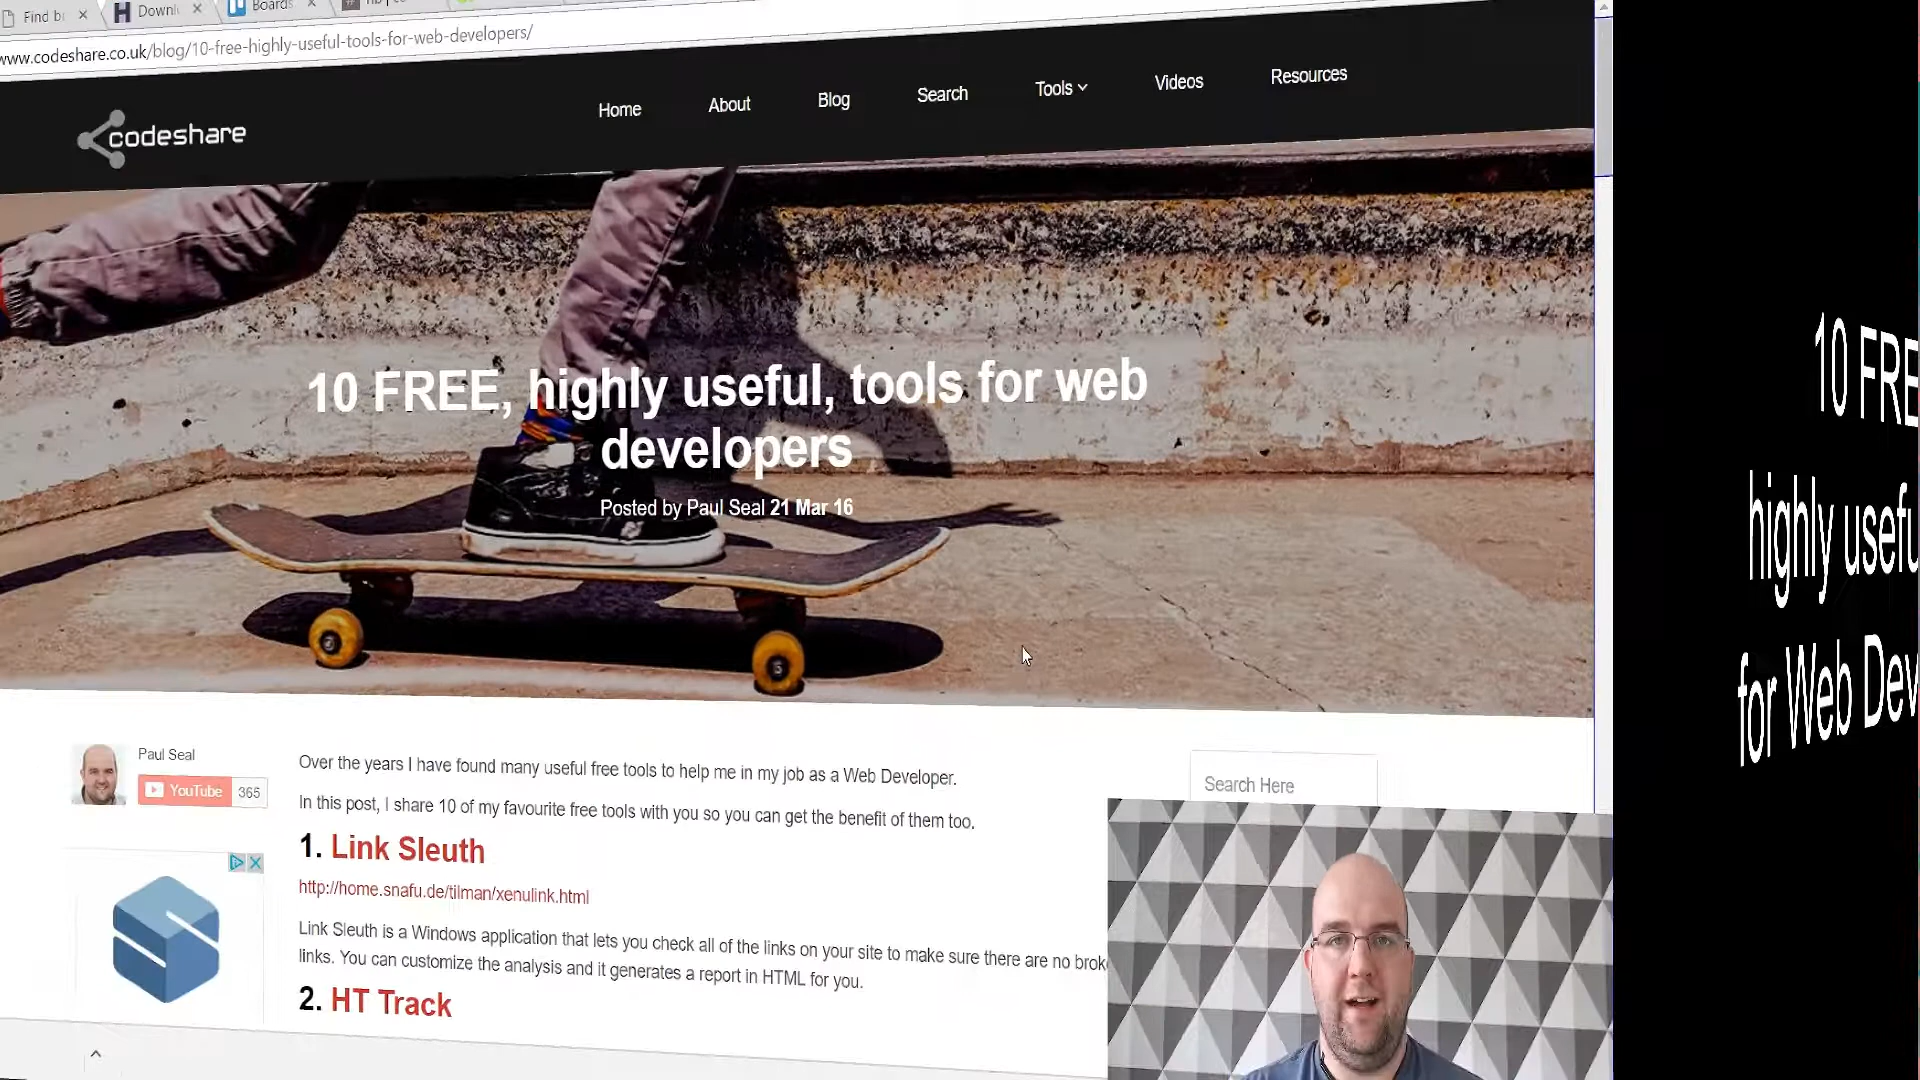 Find b
Downl
Boards
www.codeshare.co.uk/blog/10-free-highly-useful-tools-for-web-developers/
codeshare
Home
About
Blog
Search
Tools
Videos
Resources
10 FREE, highly useful, tools for web
developers
Posted by Paul Seal 21 Mar 16
Paul Seal
YouTube 365
Over the years I have found many useful free tools to help me in my job as a Web Developer.
In this post, I share 10 of my favourite free tools with you so you can get the benefit of them too.
1. Link Sleuth
http://home.snafu.de/tilman/xenulink.html
Link Sleuth is a Windows application that lets you check all of the links on your site to make sure there are no brok
links. You can customize the analysis and it generates a report in HTML for you.
2. HT Track
Search Here
10 FRE
highly usefu
for Web Dev